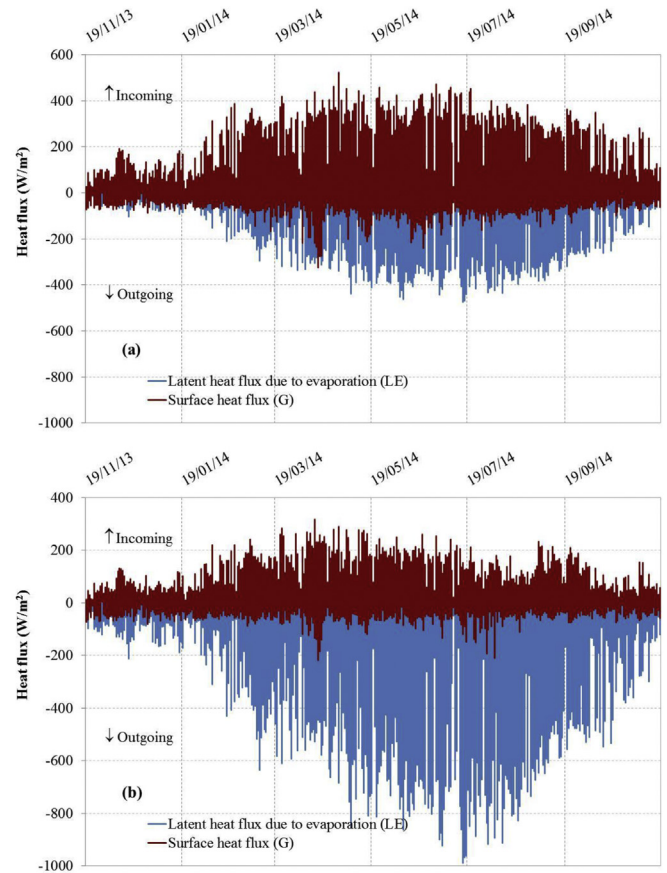 19/11/13
19/01/14
19/03/14
19/05/14
19/07/14
19/09/14
600
400
200
0
-200
-400
-600
-800
-1000
Heat flux (W/m²)
↑ Incoming
↓ Outgoing
(a)
Latent heat flux due to evaporation (LE)
Surface heat flux (G)
19/11/13
19/01/14
19/03/14
19/05/14
19/07/14
19/09/14
400
200
0
-200
-400
-600
-800
-1000
Heat flux (W/m²)
↑ Incoming
↓ Outgoing
(b)
Latent heat flux due to evaporation (LE)
Surface heat flux (G)